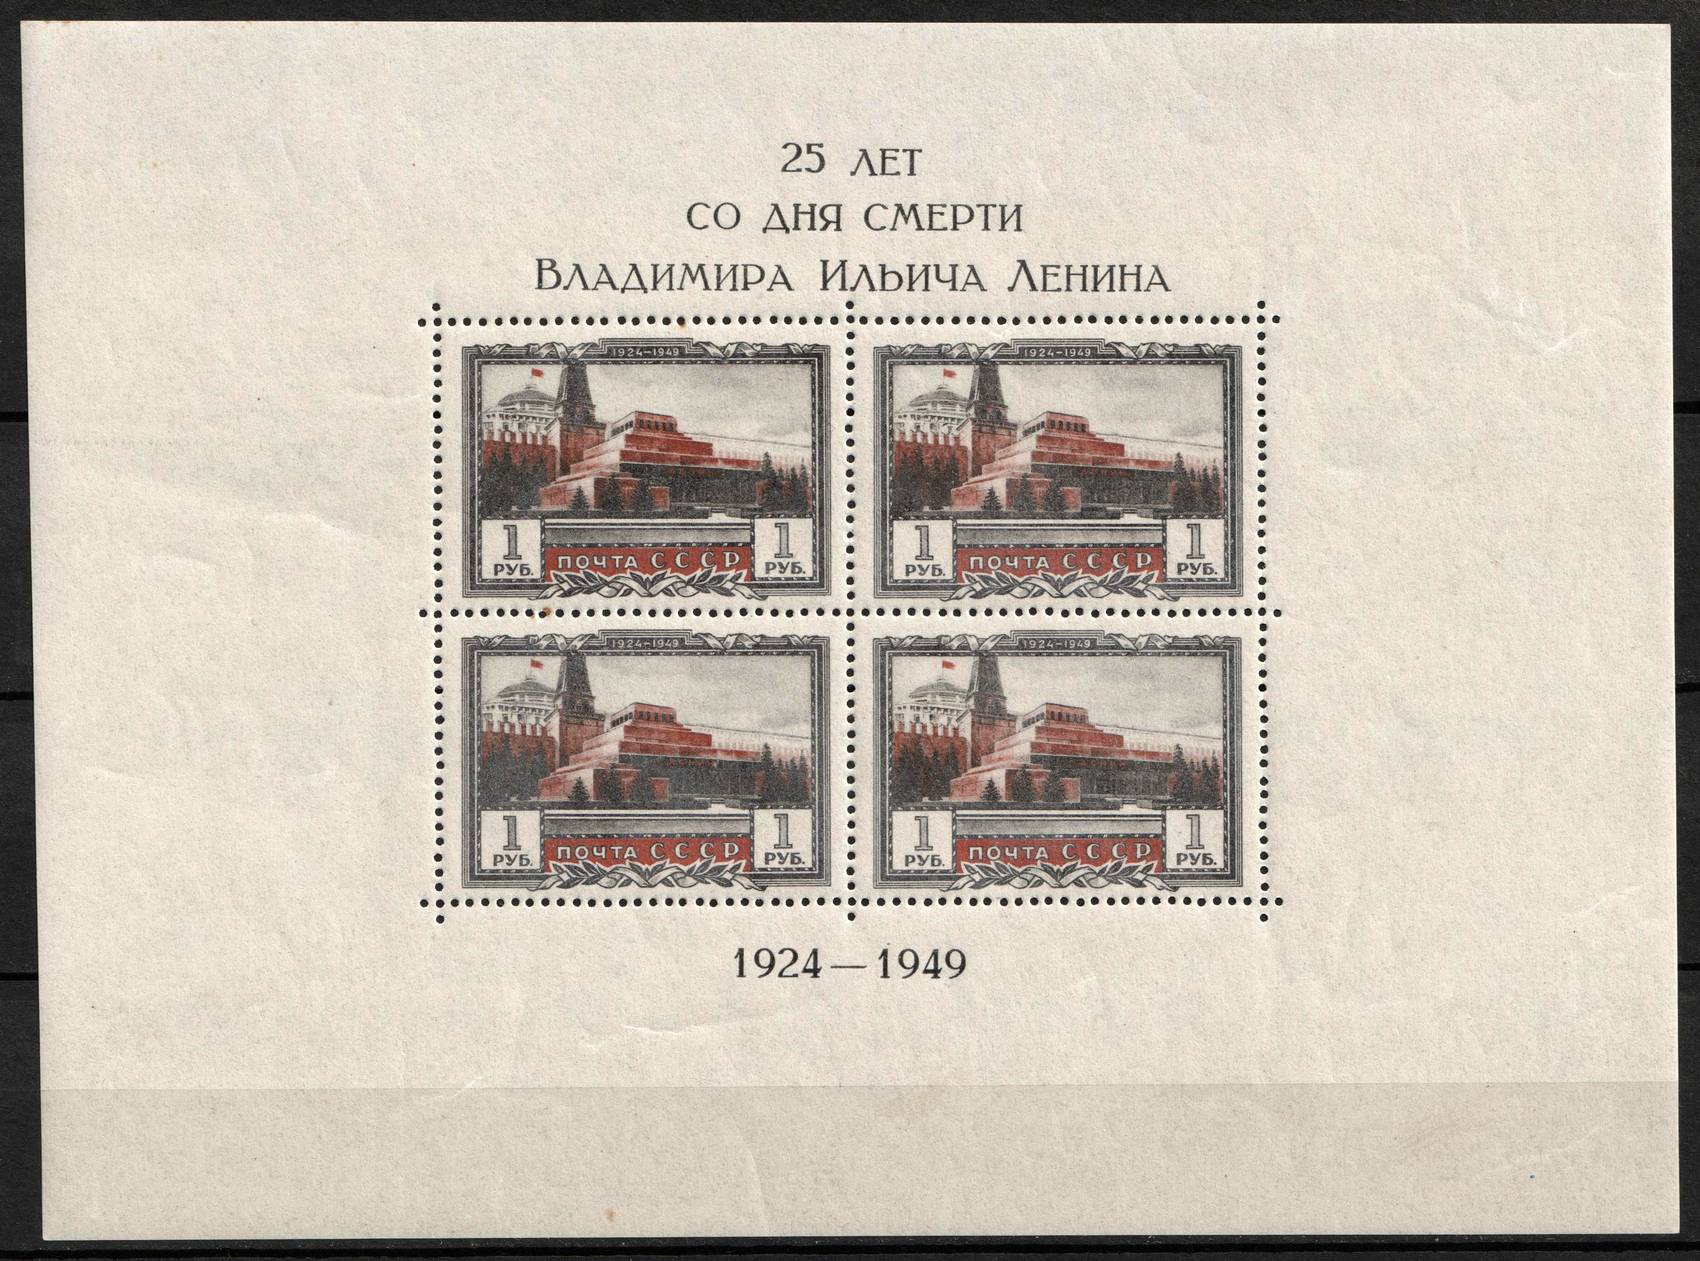 25 ЛЕТ
СО ДНЯ СМЕРТИ
ВЛАДИМИРА ИЛЬИЧА ЛЕНИНА
1924-1949
1 РУБ.
ПОЧТА СССР
1 РУБ.
1924-1949
1 РУБ.
ПОЧТА СССР
1 РУБ.
1924-1949
1 РУБ.
ПОЧТА СССР
1 РУБ.
1924-1949
1 РУБ.
ПОЧТА СССР
1 РУБ.
1924—1949